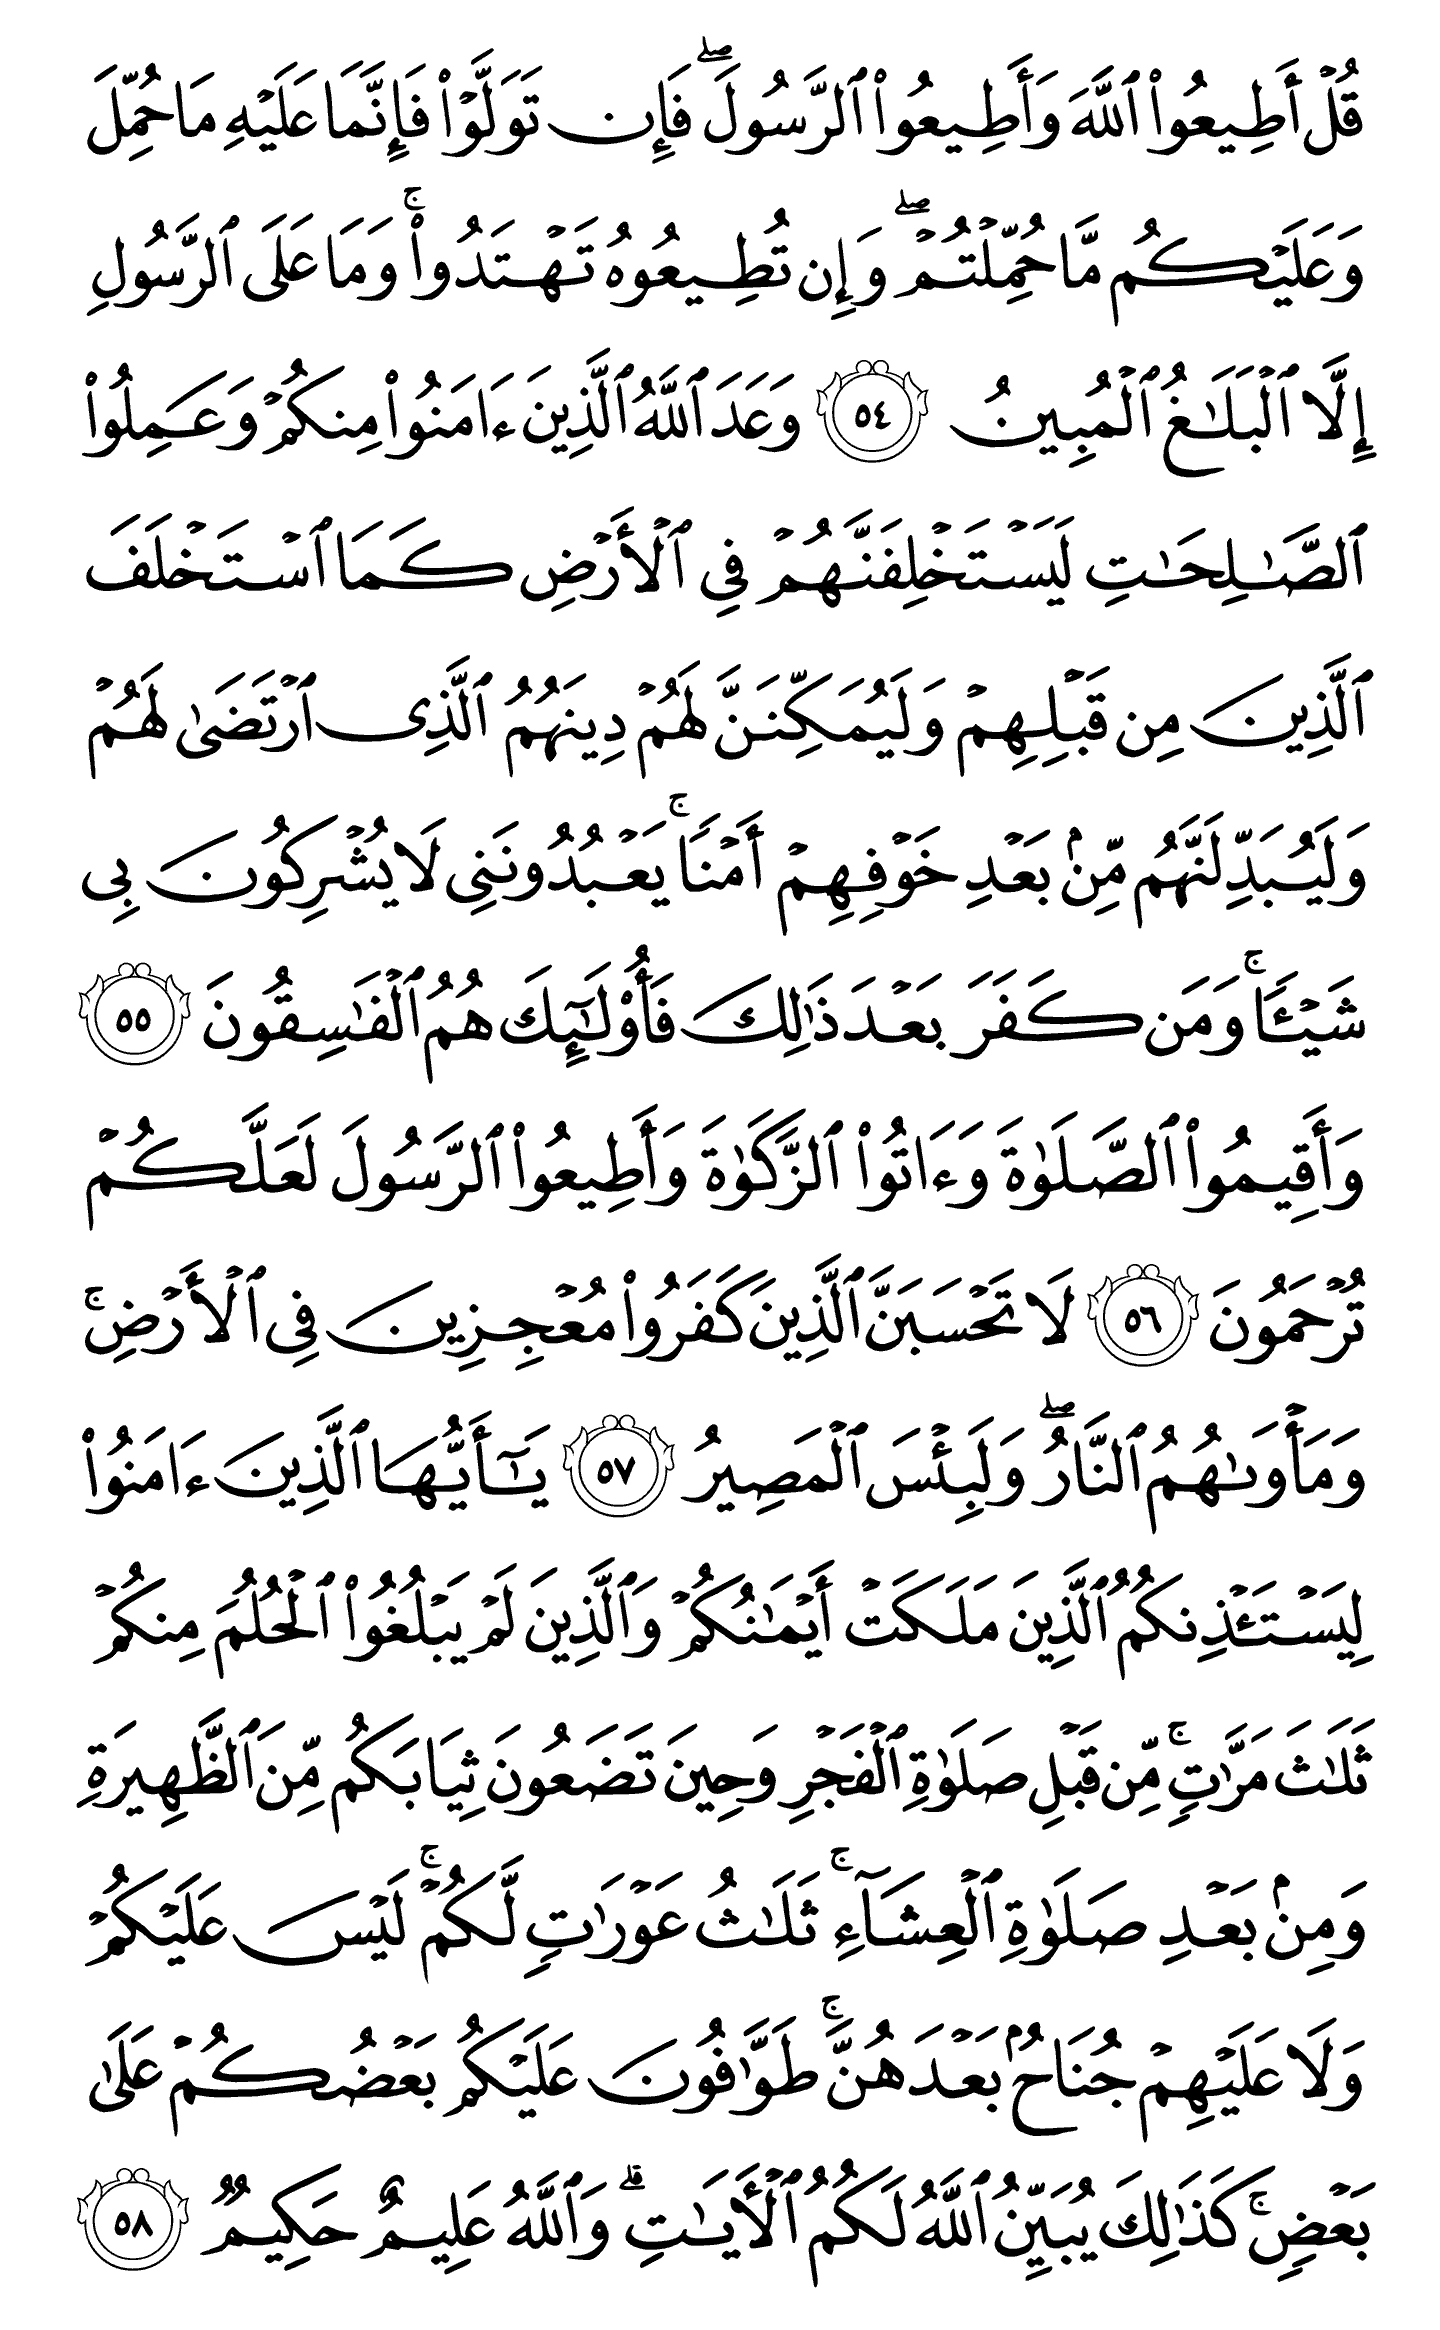 قُلۡ أَطِيعُواْ ٱللَّهَ وَأَطِيعُواْ ٱلرَّسُولَۖ فَإِن تَوَلَّوۡاْ فَإِنَّمَا عَلَيۡهِ مَا حُمِّلَ
وَعَلَيۡكُم مَّا حُمِّلۡتُمۡۖ وَإِن تُطِيعُوهُ تَهۡتَدُواْۚ وَمَا عَلَى ٱلرَّسُولِ
إِلَّا ٱلۡبَلَٰغُ ٱلۡمُبِينُ ٥٤ وَعَدَ ٱللَّهُ ٱلَّذِينَ ءَامَنُواْ مِنكُمۡ وَعَمِلُواْ
ٱلصَّٰلِحَٰتِ لَيَسۡتَخۡلِفَنَّهُمۡ فِي ٱلۡأَرۡضِ كَمَا ٱسۡتَخۡلَفَ
ٱلَّذِينَ مِن قَبۡلِهِمۡ وَلَيُمَكِّنَنَّ لَهُمۡ دِينَهُمُ ٱلَّذِي ٱرۡتَضَىٰ لَهُمۡ
وَلَيُبَدِّلَنَّهُم مِّنۢ بَعۡدِ خَوۡفِهِمۡ أَمۡنٗاۚ يَعۡبُدُونَنِي لَا يُشۡرِكُونَ بِي
شَيۡـٔٗاۚ وَمَن كَفَرَ بَعۡدَ ذَٰلِكَ فَأُوْلَٰٓئِكَ هُمُ ٱلۡفَٰسِقُونَ ٥٥
وَأَقِيمُواْ ٱلصَّلَوٰةَ وَءَاتُواْ ٱلزَّكَوٰةَ وَأَطِيعُواْ ٱلرَّسُولَ لَعَلَّكُمۡ
تُرۡحَمُونَ ٥٦ لَا تَحۡسَبَنَّ ٱلَّذِينَ كَفَرُواْ مُعۡجِزِينَ فِي ٱلۡأَرۡضِۚ
وَمَأۡوَىٰهُمُ ٱلنَّارُۖ وَلَبِئۡسَ ٱلۡمَصِيرُ ٥٧ يَٰٓأَيُّهَا ٱلَّذِينَ ءَامَنُواْ
لِيَسۡتَـٔۡذِنكُمُ ٱلَّذِينَ مَلَكَتۡ أَيۡمَٰنُكُمۡ وَٱلَّذِينَ لَمۡ يَبۡلُغُواْ ٱلۡحُلُمَ مِنكُمۡ
ثَلَٰثَ مَرَّٰتٖۚ مِّن قَبۡلِ صَلَوٰةِ ٱلۡفَجۡرِ وَحِينَ تَضَعُونَ ثِيَابَكُم مِّنَ ٱلظَّهِيرَةِ
وَمِنۢ بَعۡدِ صَلَوٰةِ ٱلۡعِشَآءِۚ ثَلَٰثُ عَوۡرَٰتٖ لَّكُمۡۚ لَيۡسَ عَلَيۡكُمۡ
وَلَا عَلَيۡهِمۡ جُنَاحُۢ بَعۡدَهُنَّۚ طَوَّٰفُونَ عَلَيۡكُم بَعۡضُكُمۡ عَلَىٰ
بَعۡضٖۚ كَذَٰلِكَ يُبَيِّنُ ٱللَّهُ لَكُمُ ٱلۡأٓيَٰتِۗ وَٱللَّهُ عَلِيمٌ حَكِيمٞ ٥٨